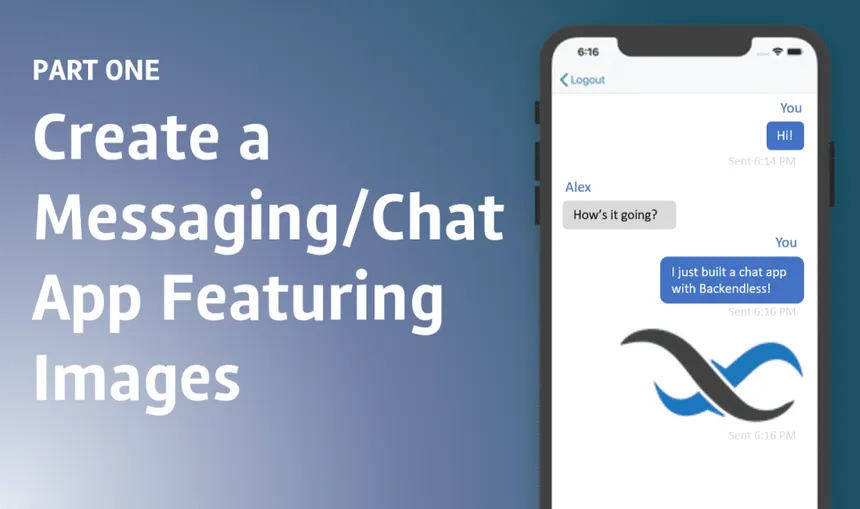 PART ONE
Create a
Messaging/Chat
App Featuring
Images
6:16
Logout
You
Hi!
Sent 6:14 PM
Alex
How's it going?
You
I just built a chat app
with Backendless!
Sent 6:16 PM
Sent 6:16 PM